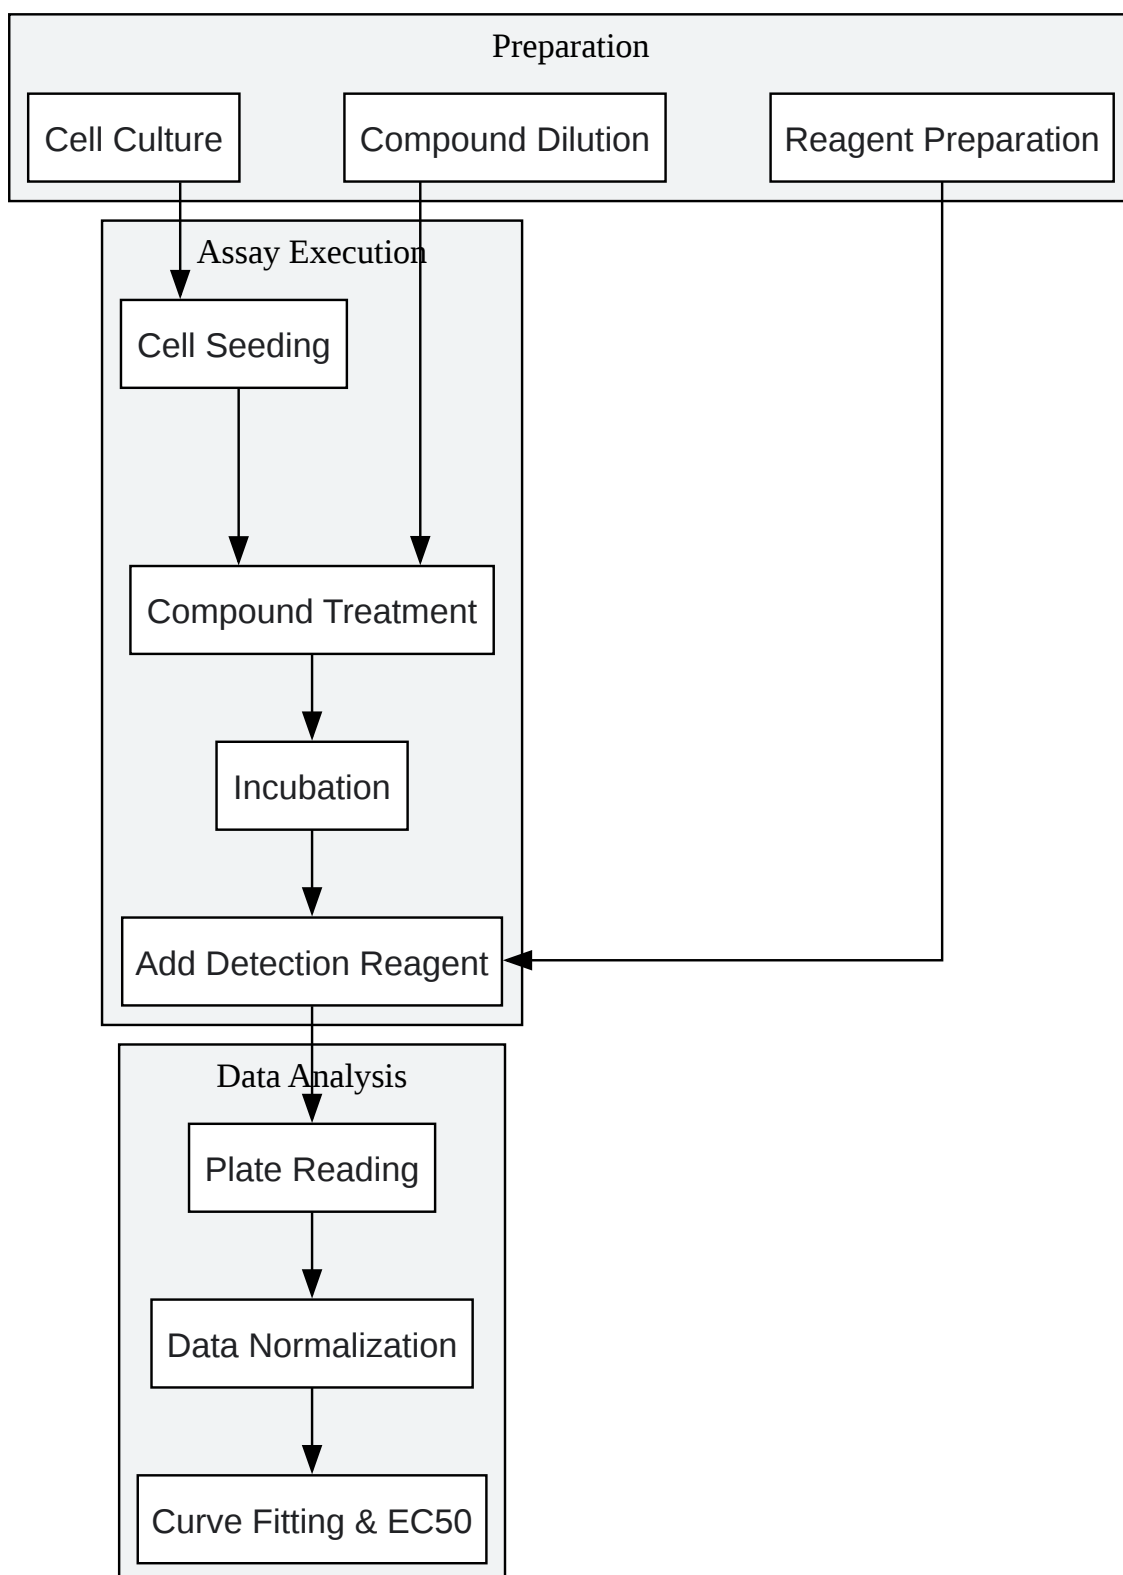 Preparation
Cell Culture
Compound Dilution
Reagent Preparation
Assay Execution
Cell Seeding
Compound Treatment
Incubation
Add Detection Reagent
Data Analysis
Plate Reading
Data Normalization
Curve Fitting & EC50